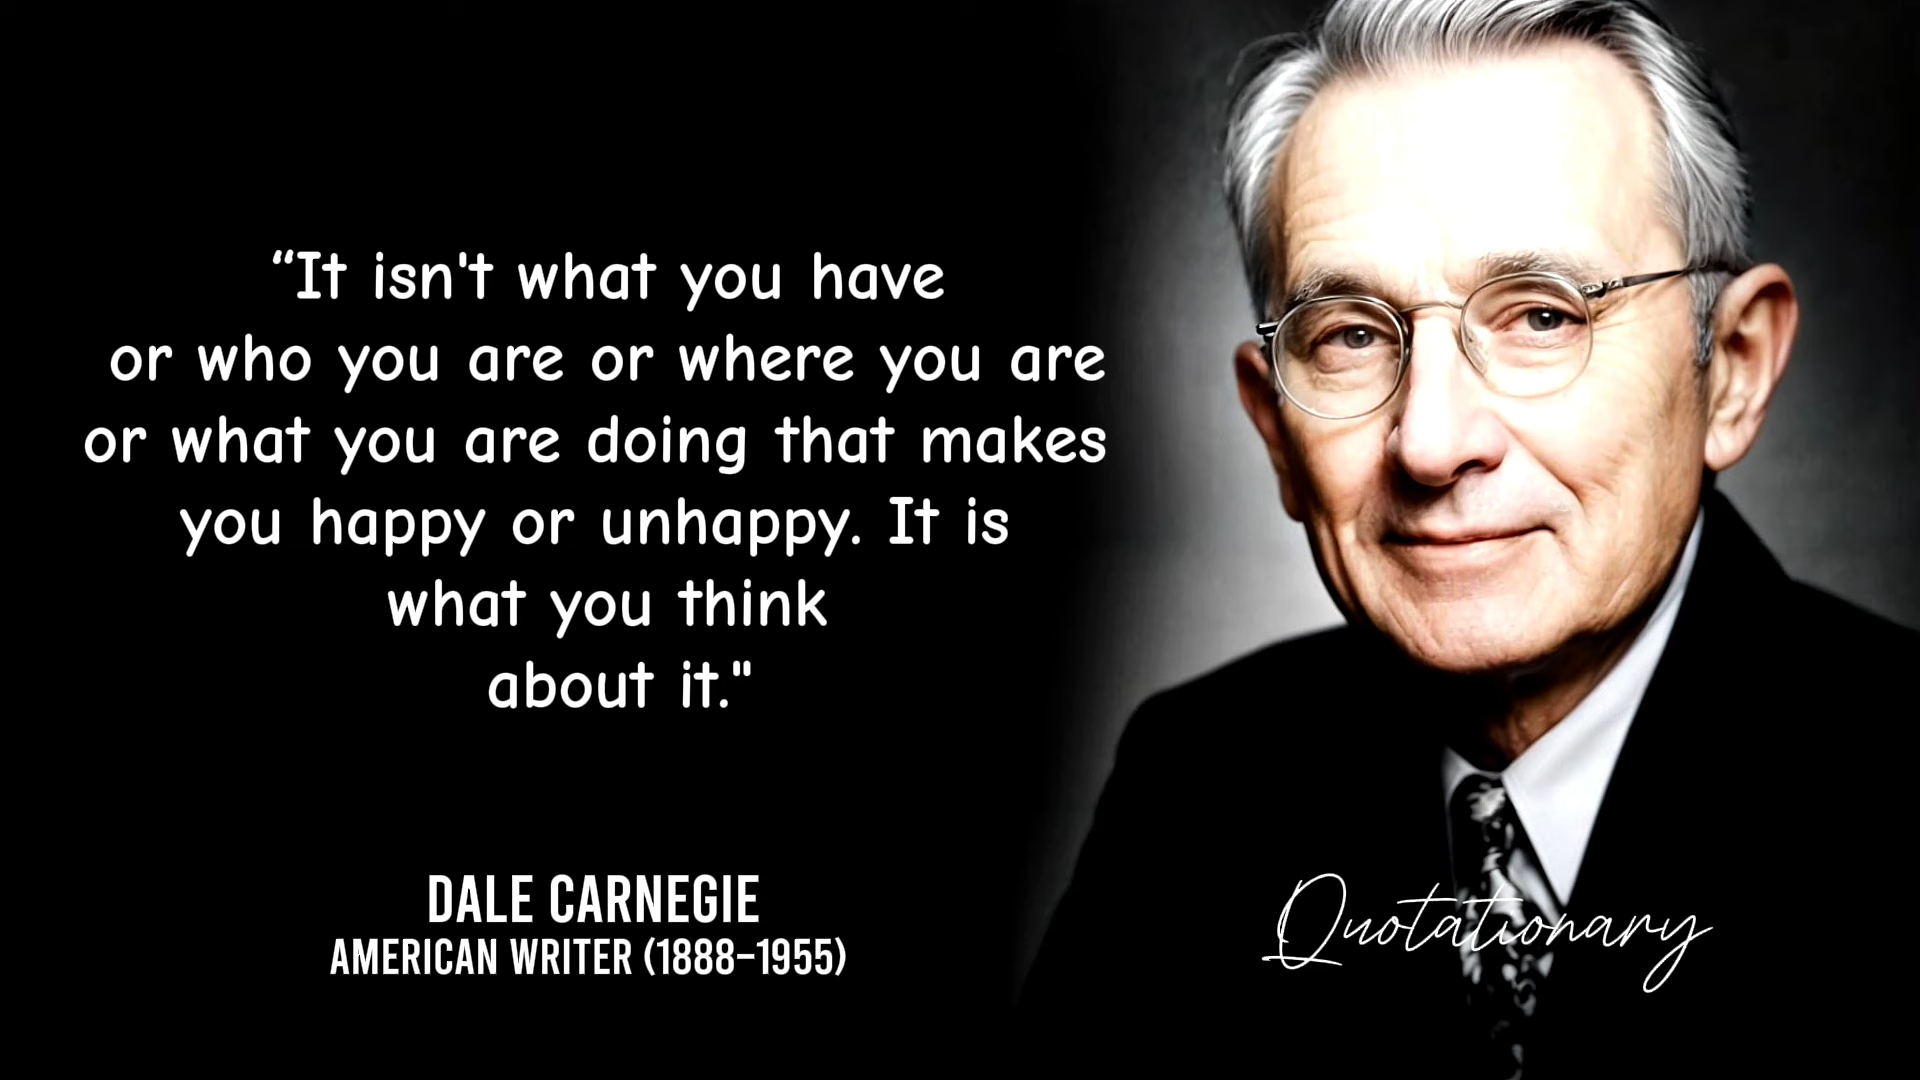 “It isn't what you have
or who you are or where you are
or what you are doing that makes
you happy or unhappy. It is
what you think
about it."
DALE CARNEGIE
AMERICAN WRITER (1888–1955)
Quotationary